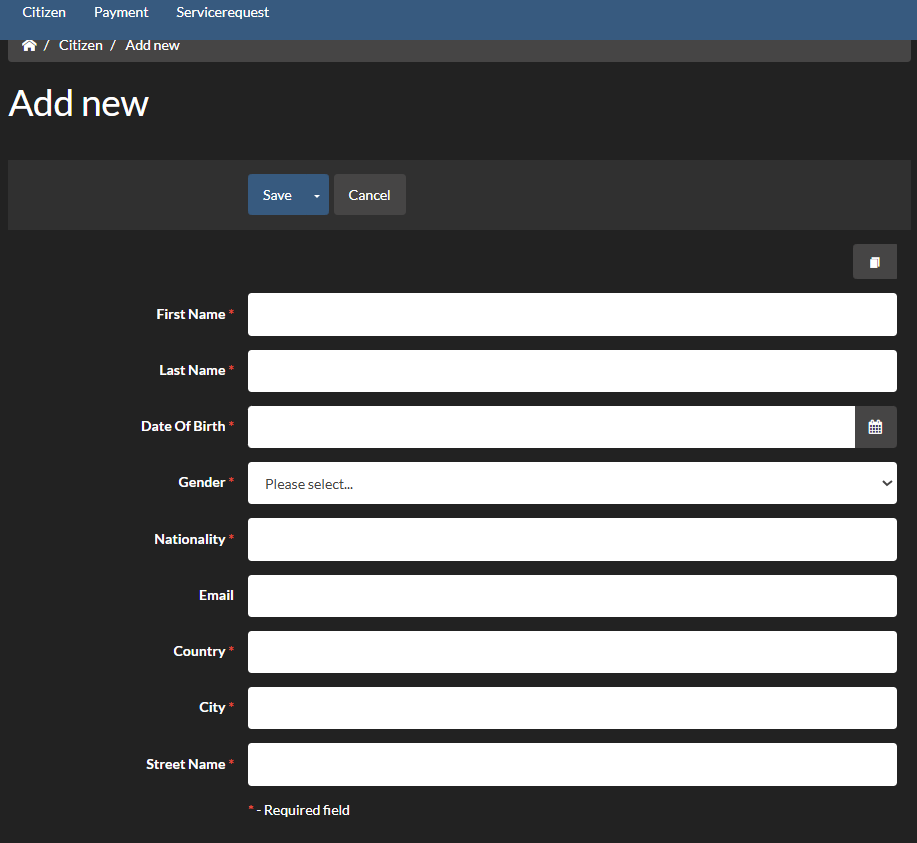 Citizen Payment Servicerequest
/ Citizen / Add new
Add new
Save Cancel
First Name *
Last Name *
Date Of Birth *
Gender * Please select...
Nationality *
Email
Country *
City *
Street Name *
* - Required field